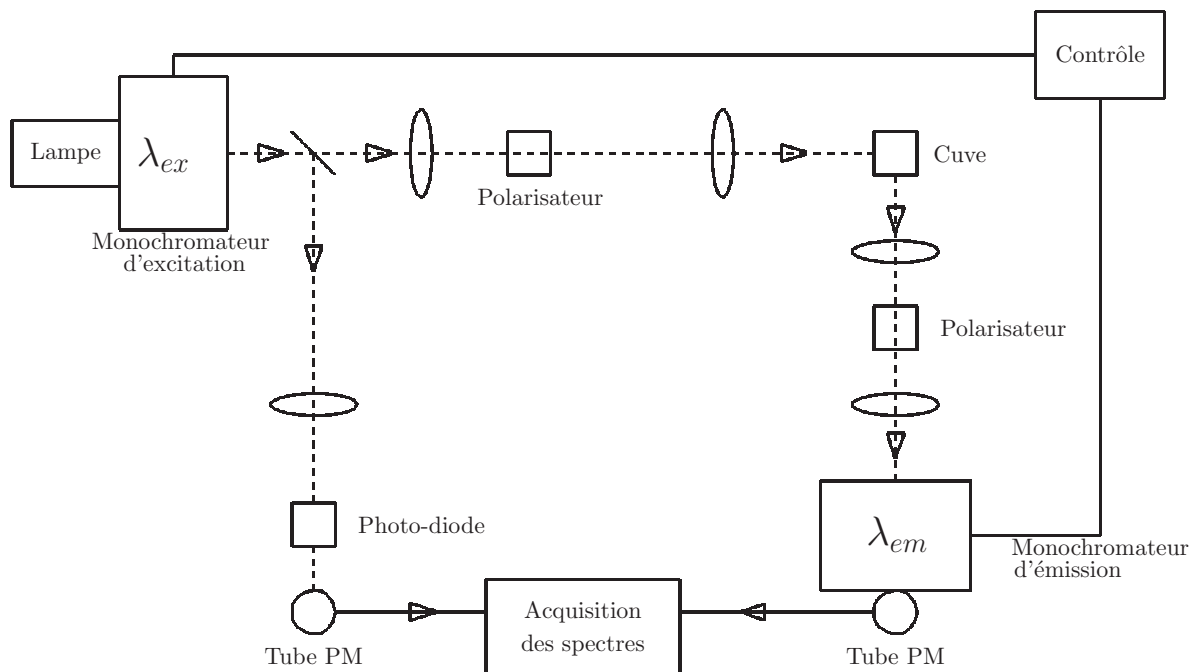 Contrôle
Lampe
λex
Cuve
Polarisateur
Monochromateur
d'excitation
Polarisateur
Photo-diode
λem
Monochromateur
d'émission
Acquisition
des spectres
Tube PM
Tube PM